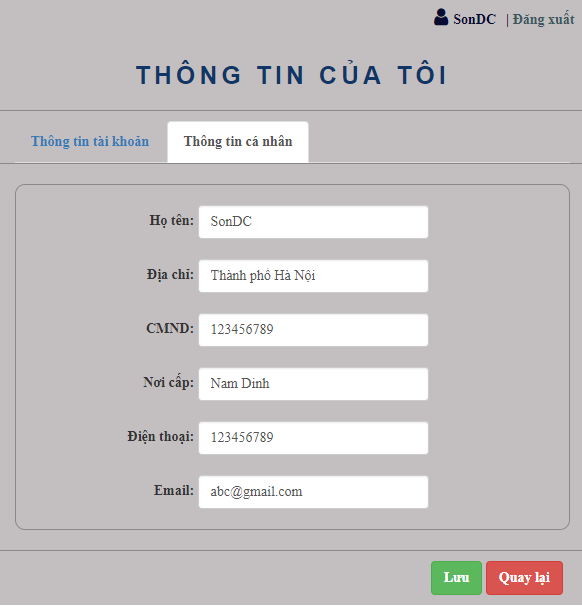 SonDC | Đăng xuất
THÔNG TIN CỦA TÔI
Thông tin tài khoản Thông tin cá nhân
Họ tên: SonDC
Địa chỉ: Thành phố Hà Nội
CMND: 123456789
Nơi cấp: Nam Dinh
Điện thoại: 123456789
Email: abc@gmail.com
Lưu Quay lại